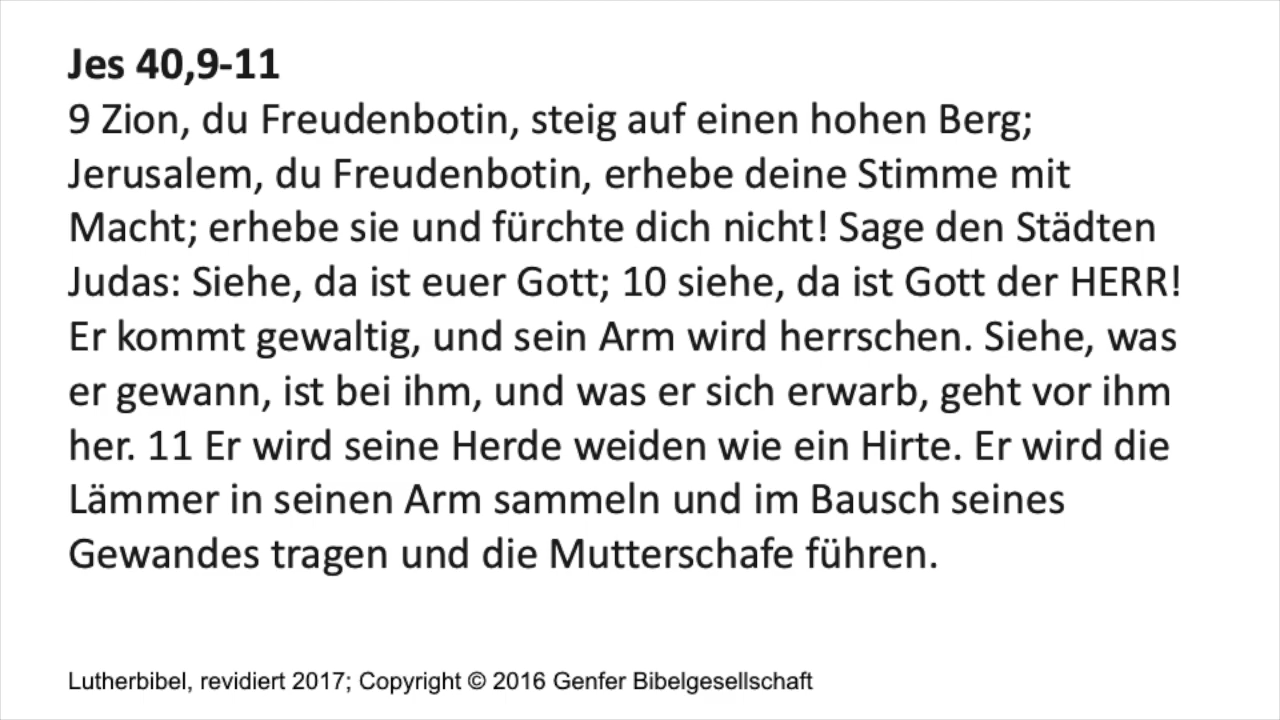 Jes 40,9-11
9 Zion, du Freudenbotin, steig auf einen hohen Berg;
Jerusalem, du Freudenbotin, erhebe deine Stimme mit
Macht; erhebe sie und fürchte dich nicht! Sage den Städten
Judas: Siehe, da ist euer Gott; 10 siehe, da ist Gott der HERR!
Er kommt gewaltig, und sein Arm wird herrschen. Siehe, was
er gewann, ist bei ihm, und was er sich erwarb, geht vor ihm
her. 11 Er wird seine Herde weiden wie ein Hirte. Er wird die
Lämmer in seinen Arm sammeln und im Bausch seines
Gewandes tragen und die Mutterschafe führen.
Lutherbibel, revidiert 2017; Copyright © 2016 Genfer Bibelgesellschaft